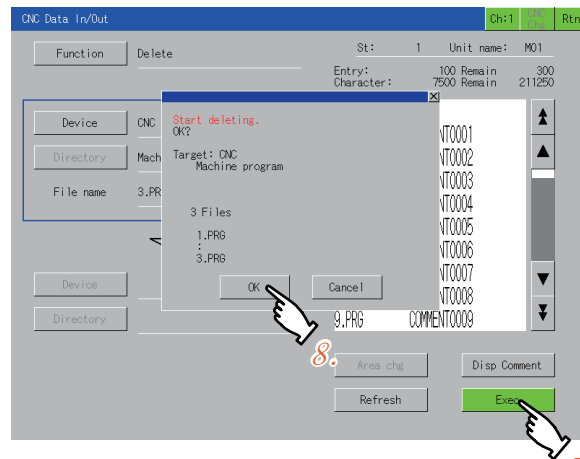 CNC Data In/Out Ch:1 CNC Chg Rtn
Function Delete St: 1 Unit name: M01
Entry: 100 Remain 300
Character: 7500 Remain 211250
Device CNC
Directory Mach
File name 3.PR
Start deleting.
OK?
Target: CNC
Machine program
3 Files
1.PRG
:
3.PRG
OK Cancel
NT0001
NT0002
NT0003
NT0004
NT0005
NT0006
NT0007
NT0008
9.PRG COMMENT0009
Device
Directory
8.
Area chg Disp Comment
Refresh Exec